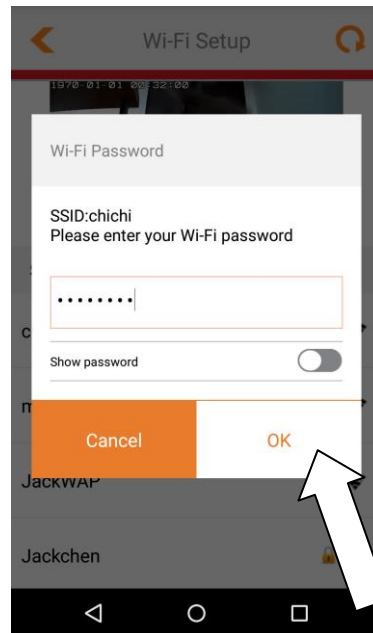 Wi-Fi Setup
1970-01-01 00:32:00
Wi-Fi Password
SSID:chichi
Please enter your Wi-Fi password
••••••••
Show password
Cancel
OK
JackWAP
Jackchen